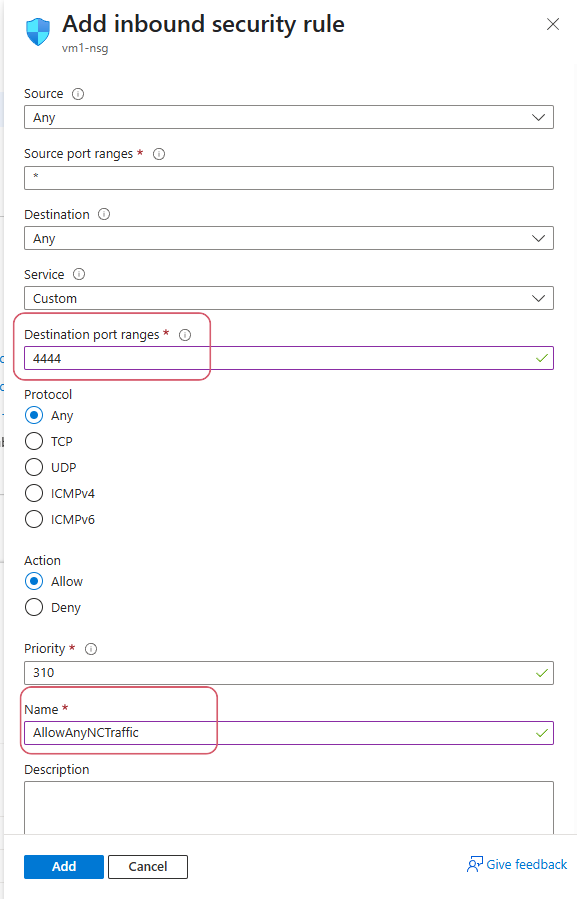 Add inbound security rule
vm1-nsg
Source
Any
Source port ranges *
*
Destination
Any
Service
Custom
Destination port ranges *
4444
Protocol
Any
TCP
UDP
ICMPv4
ICMPv6
Action
Allow
Deny
Priority *
310
Name *
AllowAnyNCTraffic
Description
Add Cancel Give feedback